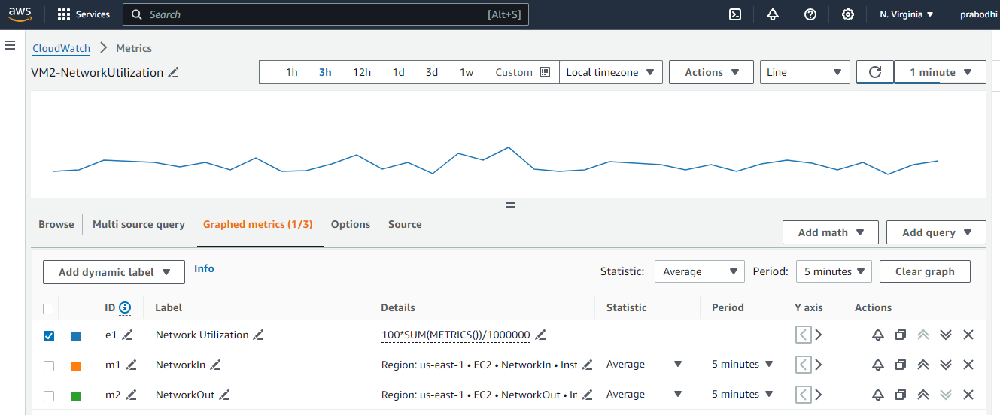 aws Services Search [Alt+S] N. Virginia prabodhi
CloudWatch Metrics
VM2-NetworkUtilization 1h 3h 12h 1d 3d 1w Custom Local timezone Actions Line 1 minute
Browse Multi source query Graphed metrics (1/3) Options Source Add math Add query
Add dynamic label Info Statistic: Average Period: 5 minutes Clear graph
ID Label Details Statistic Period Y axis Actions
e1 Network Utilization 100*SUM(METRICS())/1000000
m1 NetworkIn Region: us-east-1 • EC2 • NetworkIn • Inst Average 5 minutes
m2 NetworkOut Region: us-east-1 • EC2 • NetworkOut • In Average 5 minutes